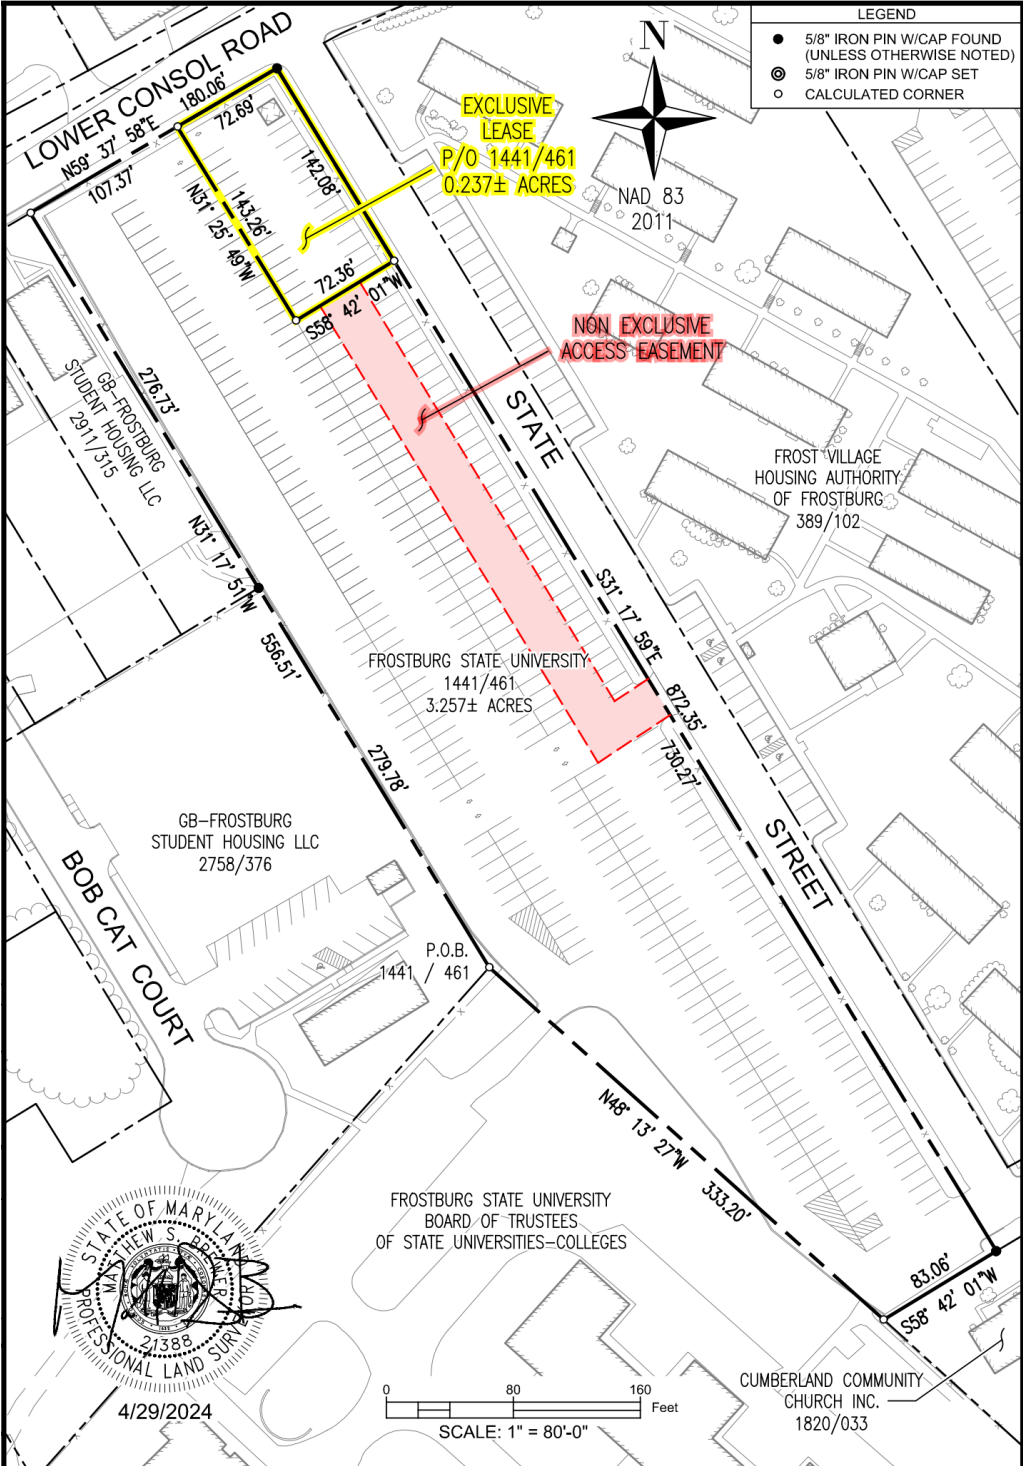 LEGEND
5/8" IRON PIN W/CAP FOUND
(UNLESS OTHERWISE NOTED)
5/8" IRON PIN W/CAP SET
CALCULATED CORNER
N
NAD 83
2011
LOWER CONSOL ROAD
N59° 37' 58"E
180.06'
107.37'
72.69'
EXCLUSIVE
LEASE
P/O 1441/461
0.237± ACRES
142.08'
143.26'
N31° 25' 49"W
72.36'
S58° 42' 01"W
NON EXCLUSIVE
ACCESS EASEMENT
GB-FROSTBURG
STUDENT HOUSING LLC
2911/315
276.73'
N31° 17' 51"W
556.51'
279.78'
STATE
STREET
FROST VILLAGE
HOUSING AUTHORITY
OF FROSTBURG
389/102
S31° 17' 59"E
872.35'
730.27'
FROSTBURG STATE UNIVERSITY
1441/461
3.257± ACRES
GB-FROSTBURG
STUDENT HOUSING LLC
2758/376
BOB CAT COURT
P.O.B.
1441 / 461
N48° 13' 27"W
333.20'
FROSTBURG STATE UNIVERSITY
BOARD OF TRUSTEES
OF STATE UNIVERSITIES-COLLEGES
83.06'
S58° 42' 01"W
CUMBERLAND COMMUNITY
CHURCH INC.
1820/033
STATE OF MARYLAND
MATTHEW S. BREWER
21388
PROFESSIONAL LAND SURVEYOR
4/29/2024
0 80 160
Feet
SCALE: 1" = 80'-0"